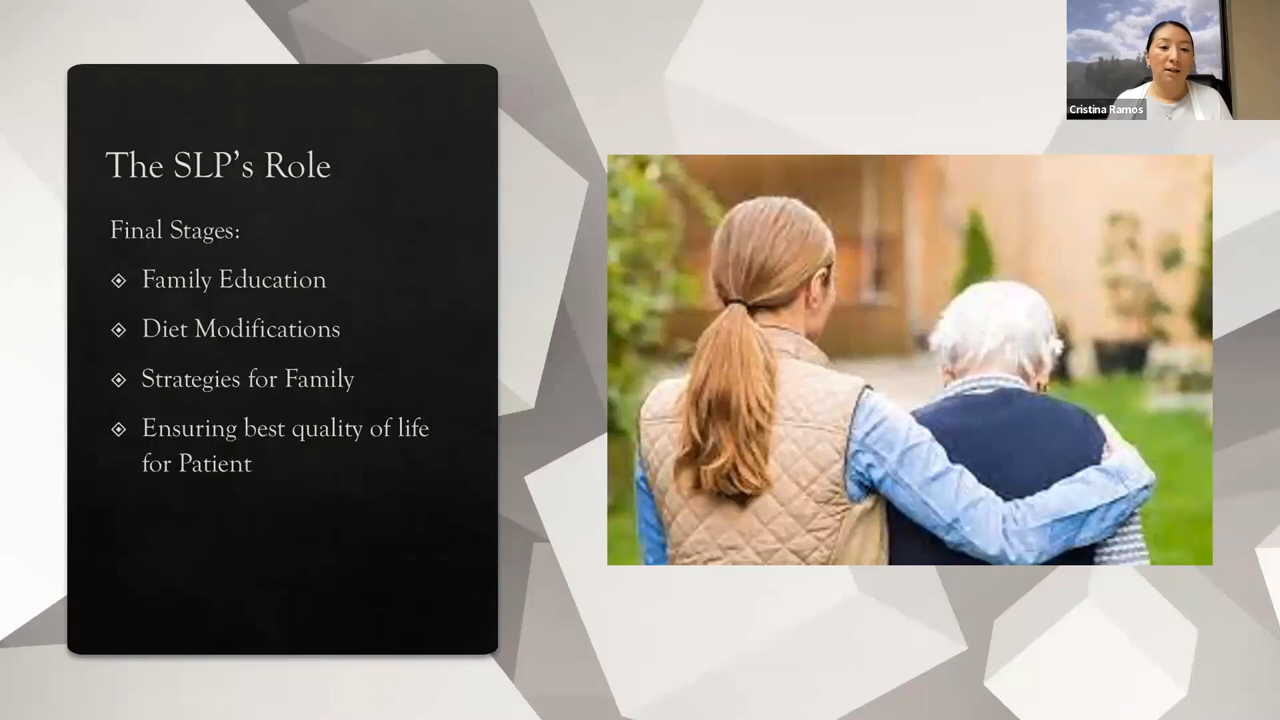 The SLP's Role
Final Stages:
Family Education
Diet Modifications
Strategies for Family
Ensuring best quality of life
for Patient
Cristina Ramos